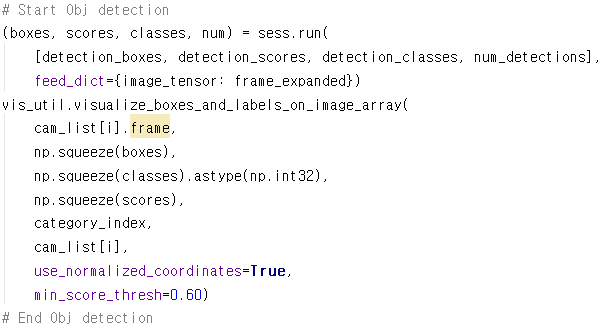 # Start Obj detection
(boxes, scores, classes, num) = sess.run(
    [detection_boxes, detection_scores, detection_classes, num_detections],
    feed_dict={image_tensor: frame_expanded})
vis_util.visualize_boxes_and_labels_on_image_array(
    cam_list[i].frame,
    np.squeeze(boxes),
    np.squeeze(classes).astype(np.int32),
    np.squeeze(scores),
    category_index,
    cam_list[i],
    use_normalized_coordinates=True,
    min_score_thresh=0.60)
# End Obj detection